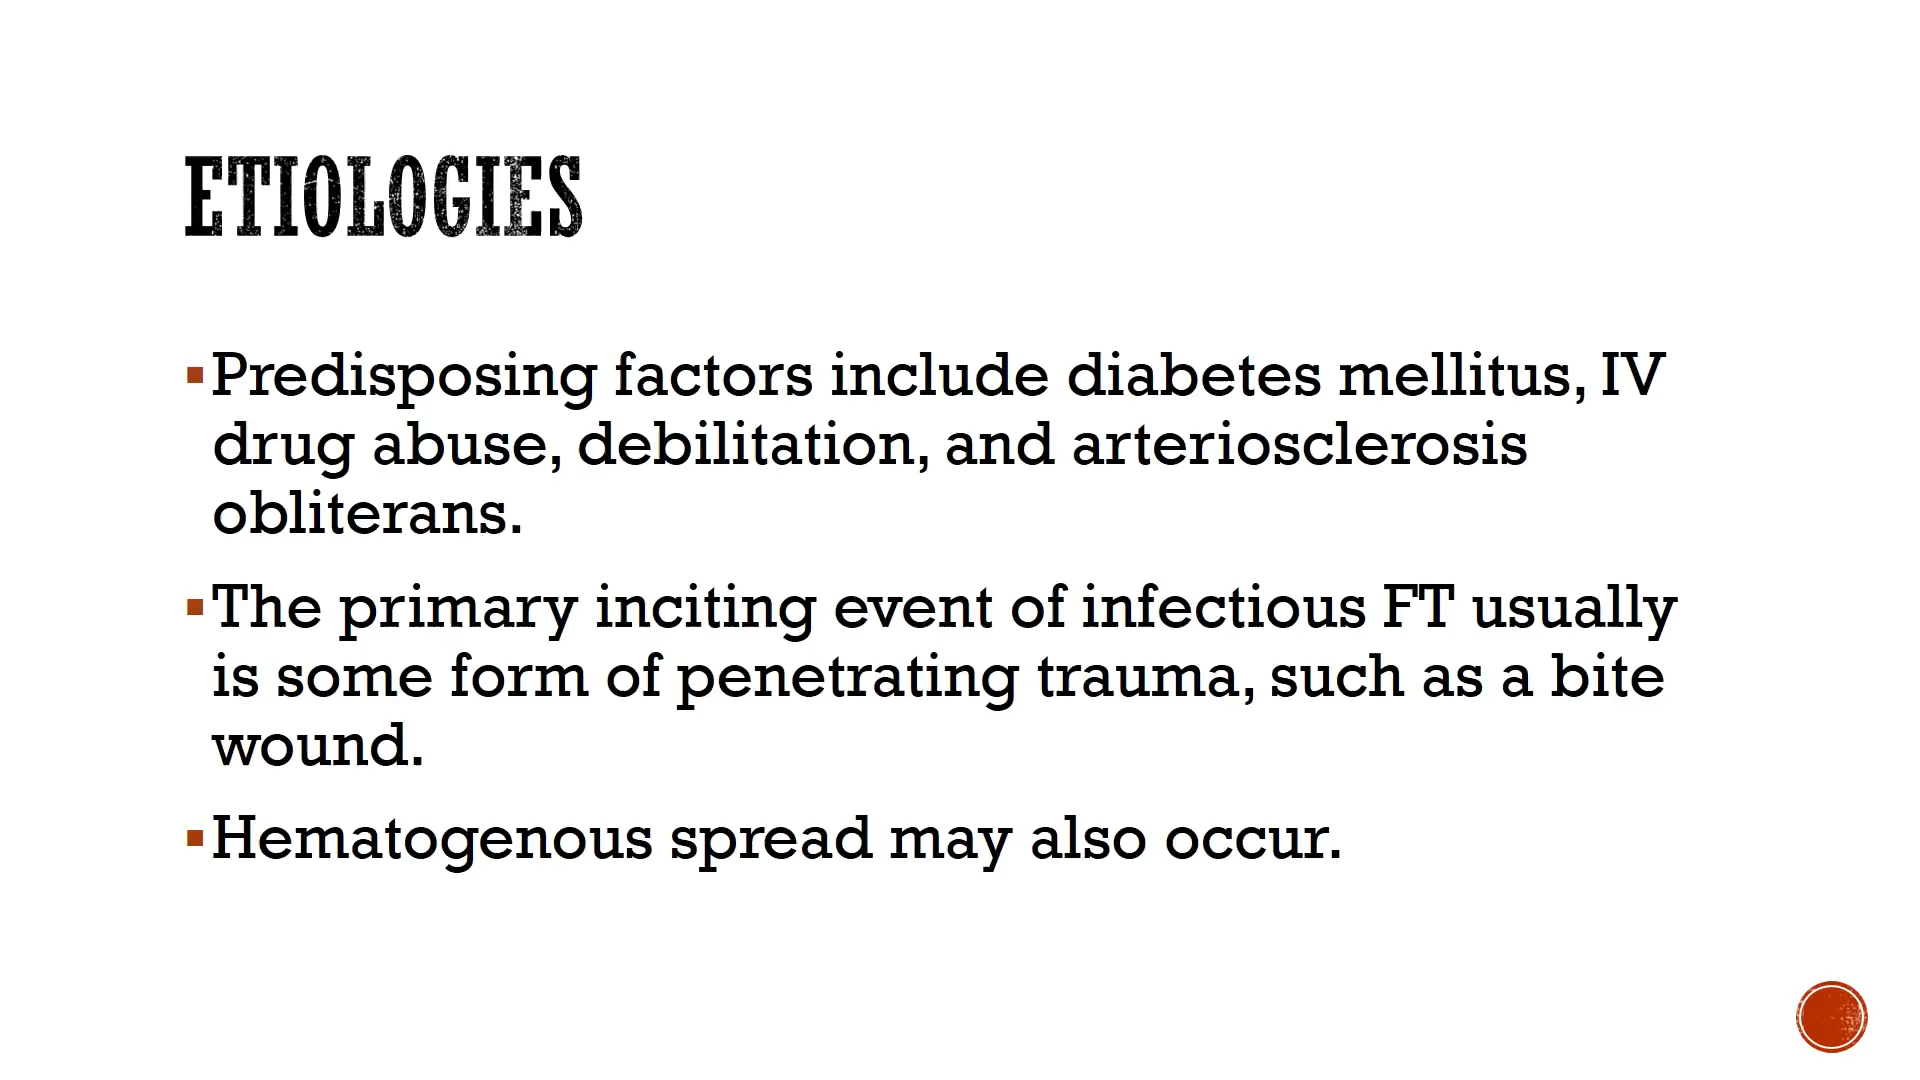 ETIOLOGIES
▪Predisposing factors include diabetes mellitus, IV
drug abuse, debilitation, and arteriosclerosis
obliterans.
▪The primary inciting event of infectious FT usually
is some form of penetrating trauma, such as a bite
wound.
▪Hematogenous spread may also occur.